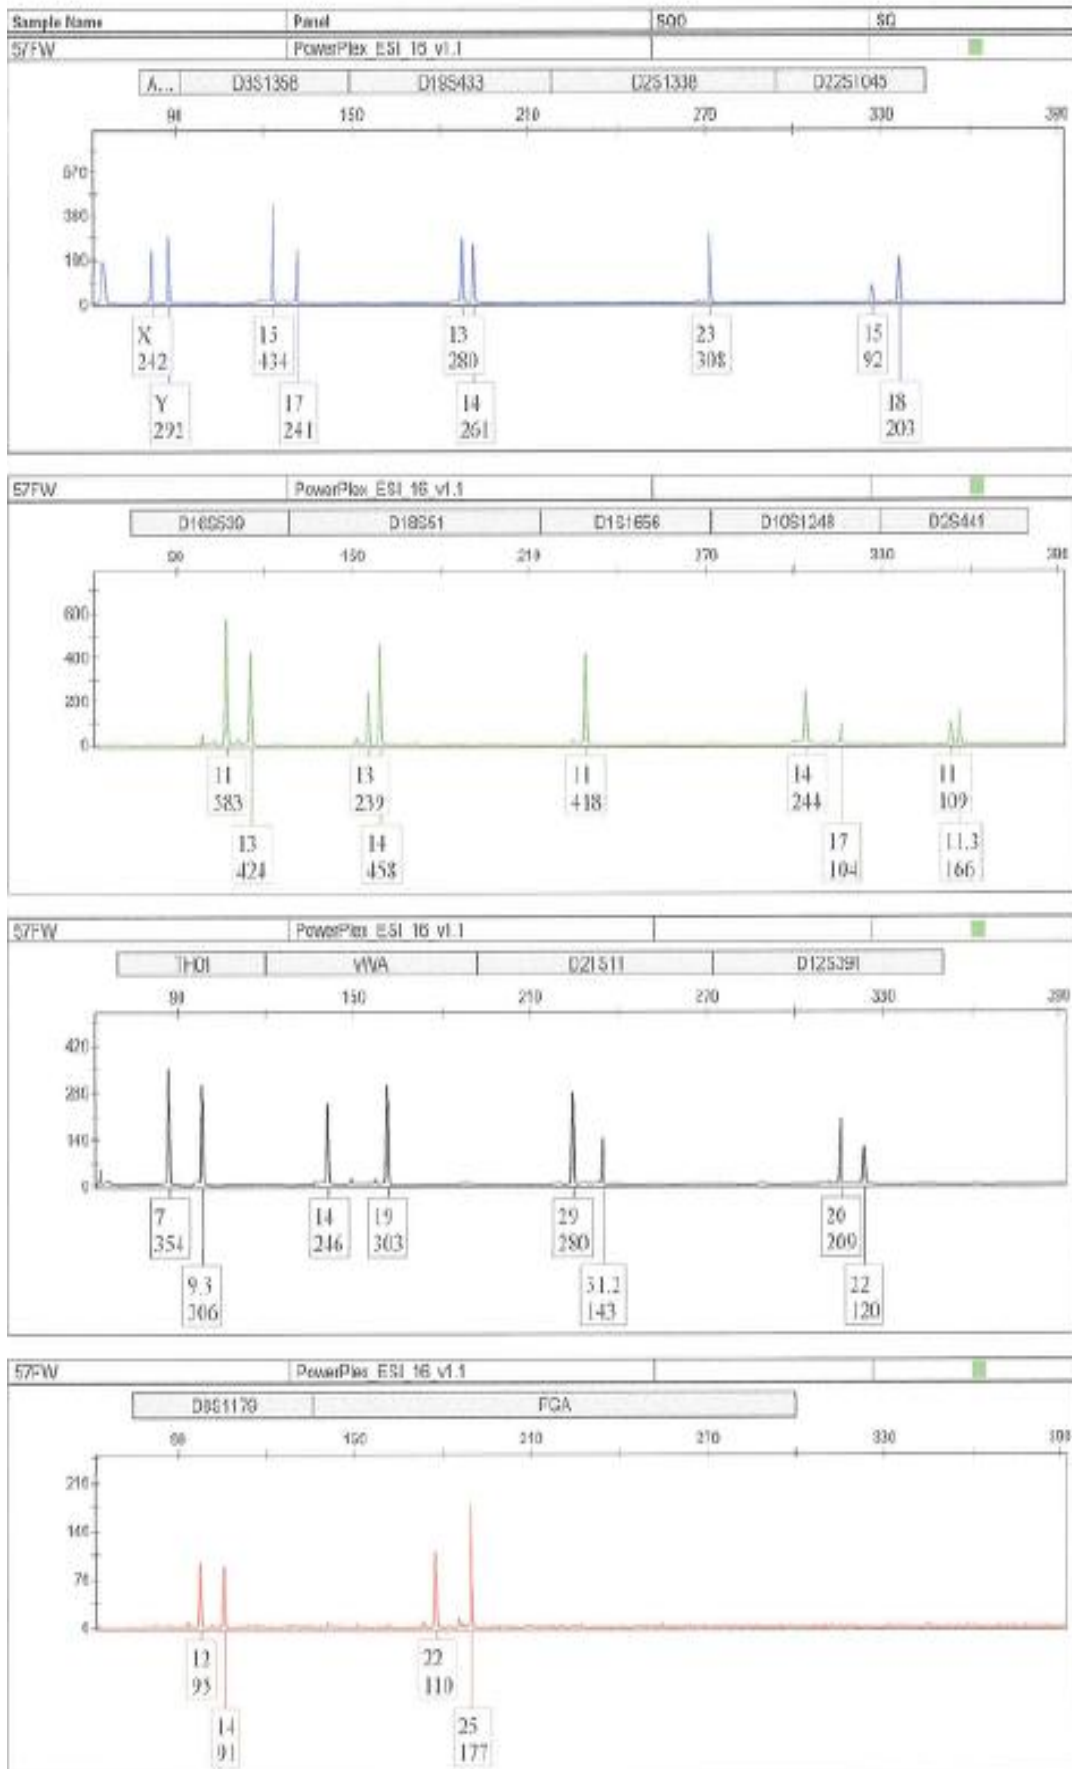 Sample Name Panel SQO SQ
57FW PowerPlex_ESI_16_v1.1
A... D3S1358 D19S433 D2S1338 D22S1045
90 150 210 270 330 390
570
380
190
0
X 15 13 23 15
242 434 280 308 92
Y 17 14 18
292 241 261 203
57FW PowerPlex_ESI_16_v1.1
D16S539 D18S51 D1S1656 D10S1248 D2S441
90 150 210 270 330 390
600
400
200
0
11 13 11 14 11
583 239 418 244 109
13 14 17 11.3
424 458 104 166
57FW PowerPlex_ESI_16_v1.1
TH01 vWA D21S11 D12S391
90 150 210 270 330 390
420
280
140
0
7 14 19 29 20
354 246 303 280 209
9.3 31.2 22
306 143 120
57FW PowerPlex_ESI_16_v1.1
D8S1179 FGA
90 150 210 270 330 390
0
12 22
95 110
14 25
91 177